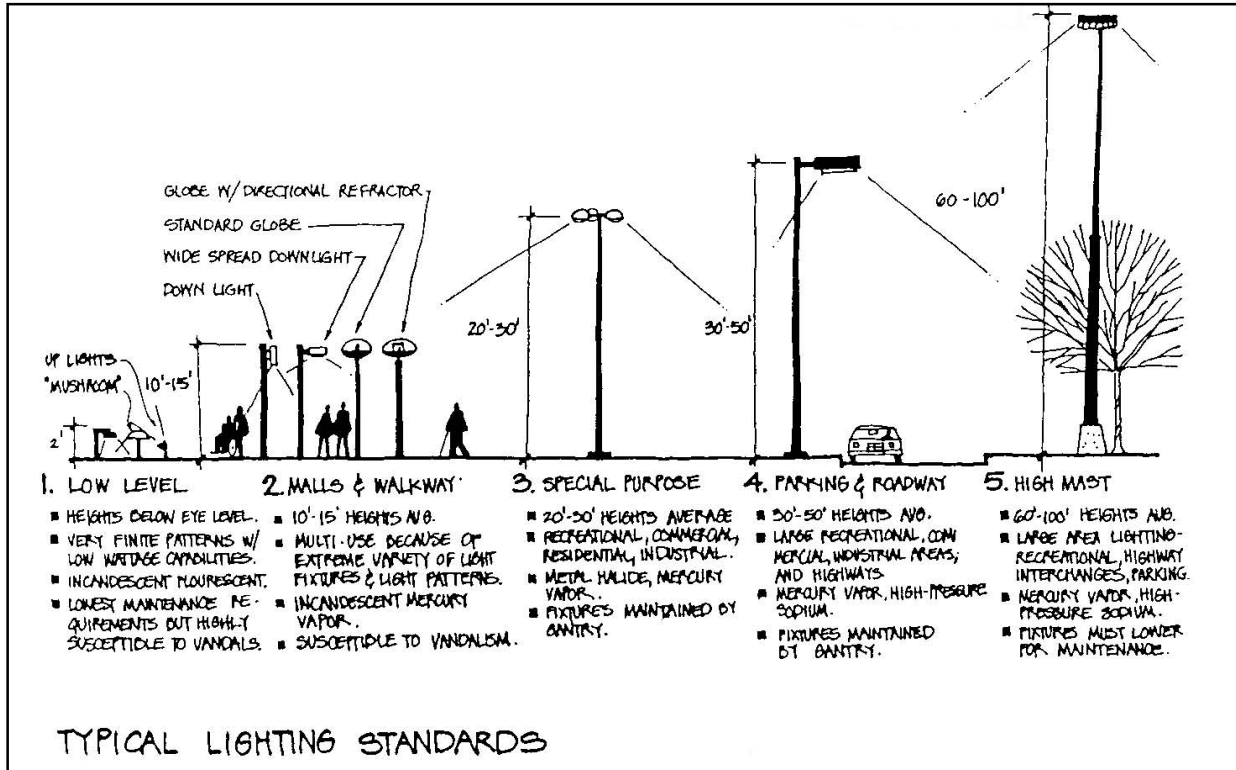 GLOBE W/ DIRECTIONAL REFRACTOR
STANDARD GLOBE
WIDE SPREAD DOWNLIGHT
DOWN LIGHT
UP LIGHTS
"MUSHROOM"
2'
10'-15'
20'-30'
30'-50'
60-100'
1. LOW LEVEL
■ HEIGHTS BELOW EYE LEVEL.
■ VERY FINITE PATTERNS W/
LOW WATTAGE CAPABILITIES.
■ INCANDESCENT FLOURESCENT.
■ LOWEST MAINTENANCE RE-
QUIREMENTS BUT HIGHLY
SUSCEPTIBLE TO VANDALS.
2. MALLS & WALKWAY
■ 10'-15' HEIGHTS AVG.
■ MULTI-USE BECAUSE OF
EXTREME VARIETY OF LIGHT
FIXTURES & LIGHT PATTERNS.
■ INCANDESCENT MERCURY
VAPOR.
■ SUSCEPTIBLE TO VANDALISM.
3. SPECIAL PURPOSE
■ 20'-30' HEIGHTS AVERAGE
■ RECREATIONAL, COMMERCIAL,
RESIDENTIAL, INDUSTRIAL.
■ METAL HALIDE, MERCURY
VAPOR.
■ FIXTURES MAINTAINED BY
GANTRY.
4. PARKING & ROADWAY
■ 30'-50' HEIGHTS AVG.
■ LARGE RECREATIONAL, COM
MERCIAL, INDUSTRIAL AREAS,
AND HIGHWAYS
■ MERCURY VAPOR, HIGH-PRESSURE
SODIUM.
■ FIXTURES MAINTAINED
BY GANTRY.
5. HIGH MAST
■ 60'-100' HEIGHTS AVG.
■ LARGE AREA LIGHTING-
RECREATIONAL, HIGHWAY
INTERCHANGES, PARKING.
■ MERCURY VAPOR, HIGH-
PRESSURE SODIUM.
■ FIXTURES MUST LOWER
FOR MAINTENANCE.
TYPICAL LIGHTING STANDARDS